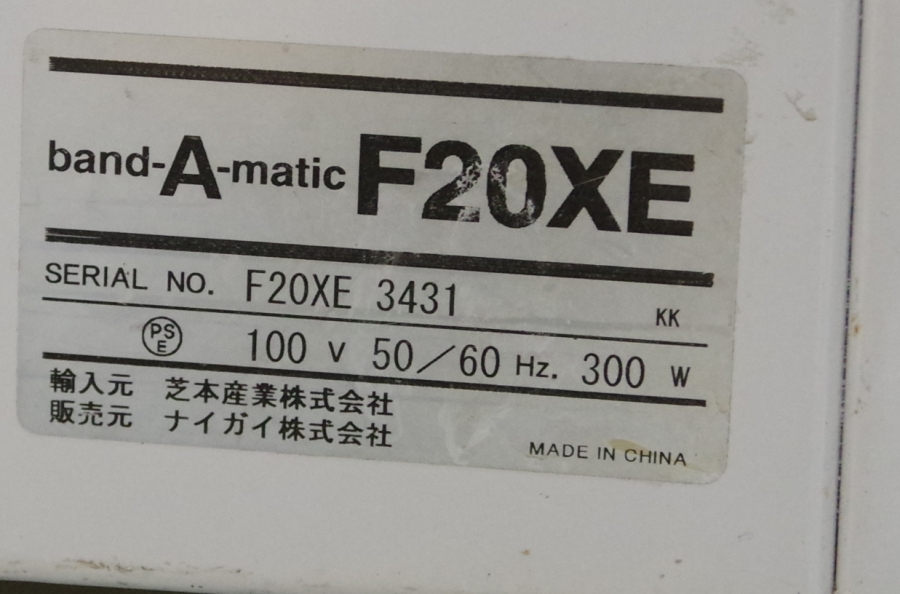 band-A-matic F20XE
SERIAL NO. F20XE 3431 KK
PS E 100 V 50/60 Hz. 300 W
輸入元 芝本産業株式会社
販売元 ナイガイ株式会社
MADE IN CHINA